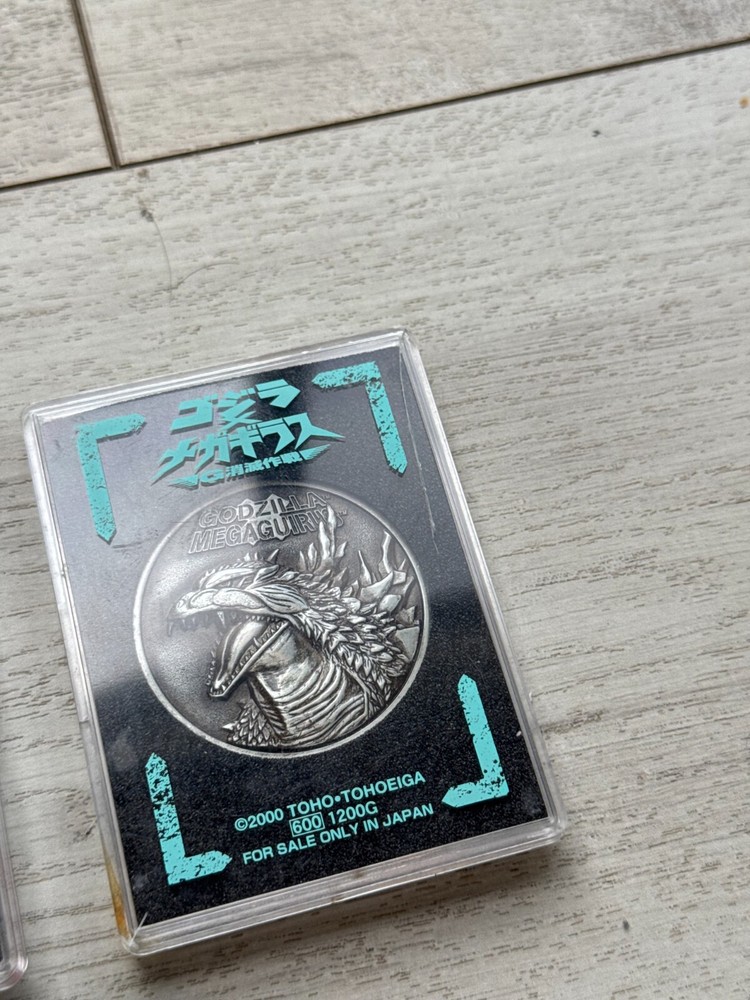 ゴジラ
メガギラス
G消滅作戦
GODZILLA
MEGAGUIRUS™
©2000 TOHO•TOHOEIGA
600 1200G
FOR SALE ONLY IN JAPAN